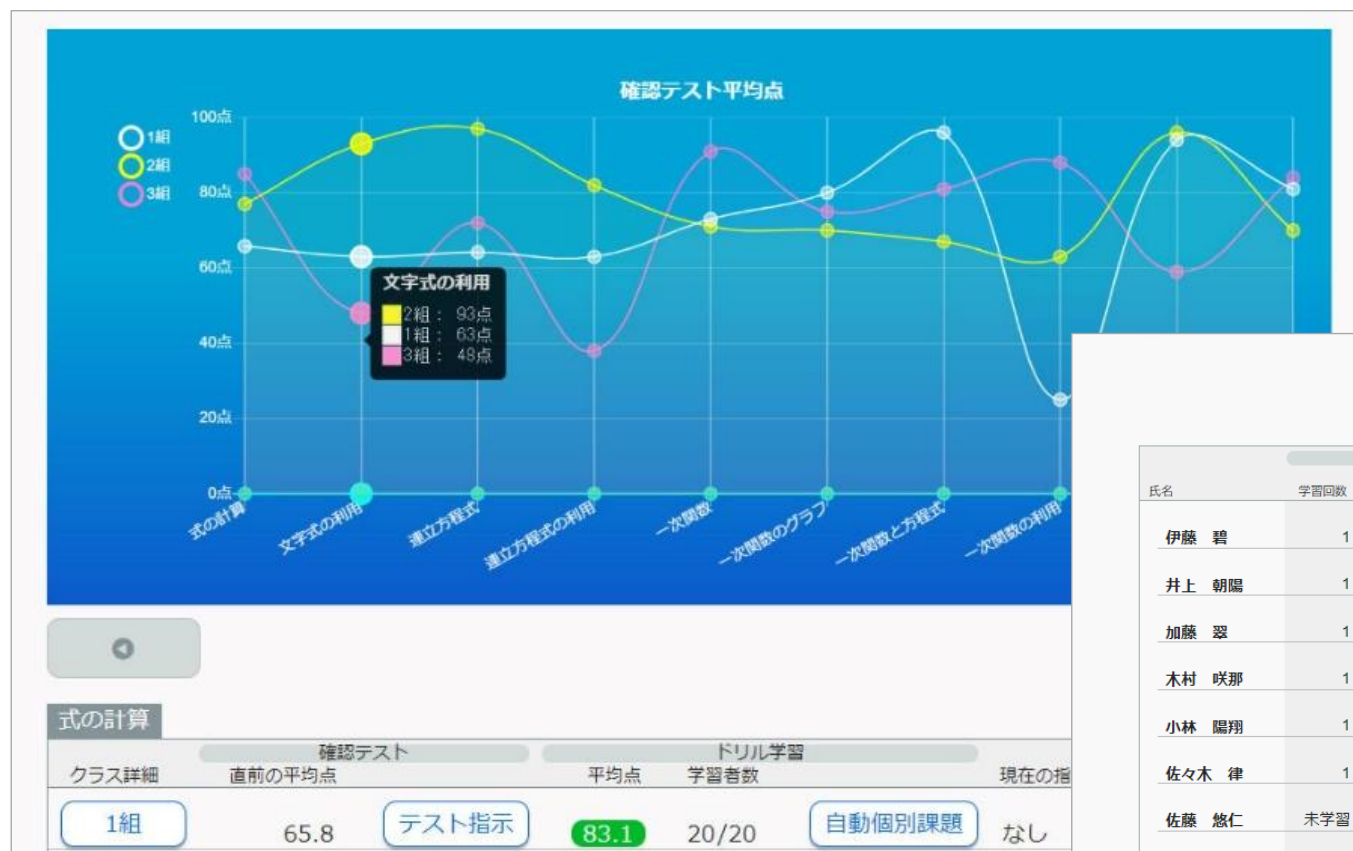 確認テスト平均点
1組
2組
3組
100点
80点
60点
40点
20点
0点
文字式の利用
2組： 93点
1組： 63点
3組： 48点
式の計算
文字式の利用
連立方程式
連立方程式の利用
一次関数
一次関数のグラフ
一次関数と方程式
一次関数の利用
式の計算
確認テスト ドリル学習
クラス詳細 直前の平均点 平均点 学習者数 現在の指
1組 65.8 テスト指示 83.1 20/20 自動個別課題 なし
氏名 学習回数
伊藤 碧 1
井上 朝陽 1
加藤 翠 1
木村 咲那 1
小林 陽翔 1
佐々木 律 1
佐藤 悠仁 未学習